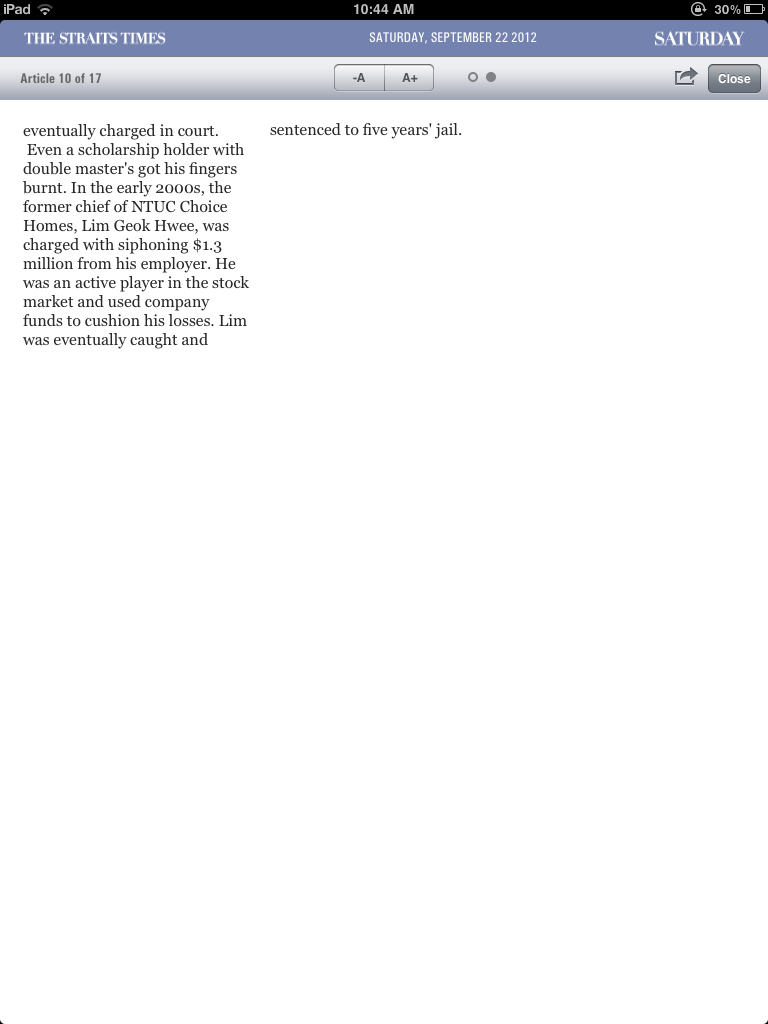 iPad 10:44 AM 30%
THE STRAITS TIMES SATURDAY, SEPTEMBER 22 2012 SATURDAY
Article 10 of 17 -A A+ Close
eventually charged in court.
Even a scholarship holder with
double master's got his fingers
burnt. In the early 2000s, the
former chief of NTUC Choice
Homes, Lim Geok Hwee, was
charged with siphoning $1.3
million from his employer. He
was an active player in the stock
market and used company
funds to cushion his losses. Lim
was eventually caught and
sentenced to five years' jail.